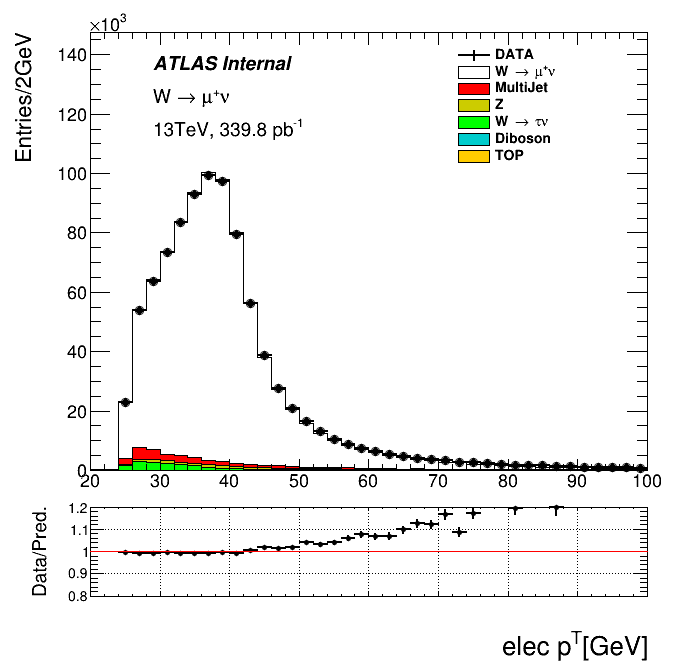 ×10³
Entries/2GeV
140
120
100
80
60
40
20
0
ATLAS Internal
W → μ⁺ν
13TeV, 339.8 pb⁻¹
DATA
W → μ⁺ν
MultiJet
Z
W → τν
Diboson
TOP
20 30 40 50 60 70 80 90 100
Data/Pred.
1.2
1.1
1
0.9
0.8
elec pᵀ[GeV]